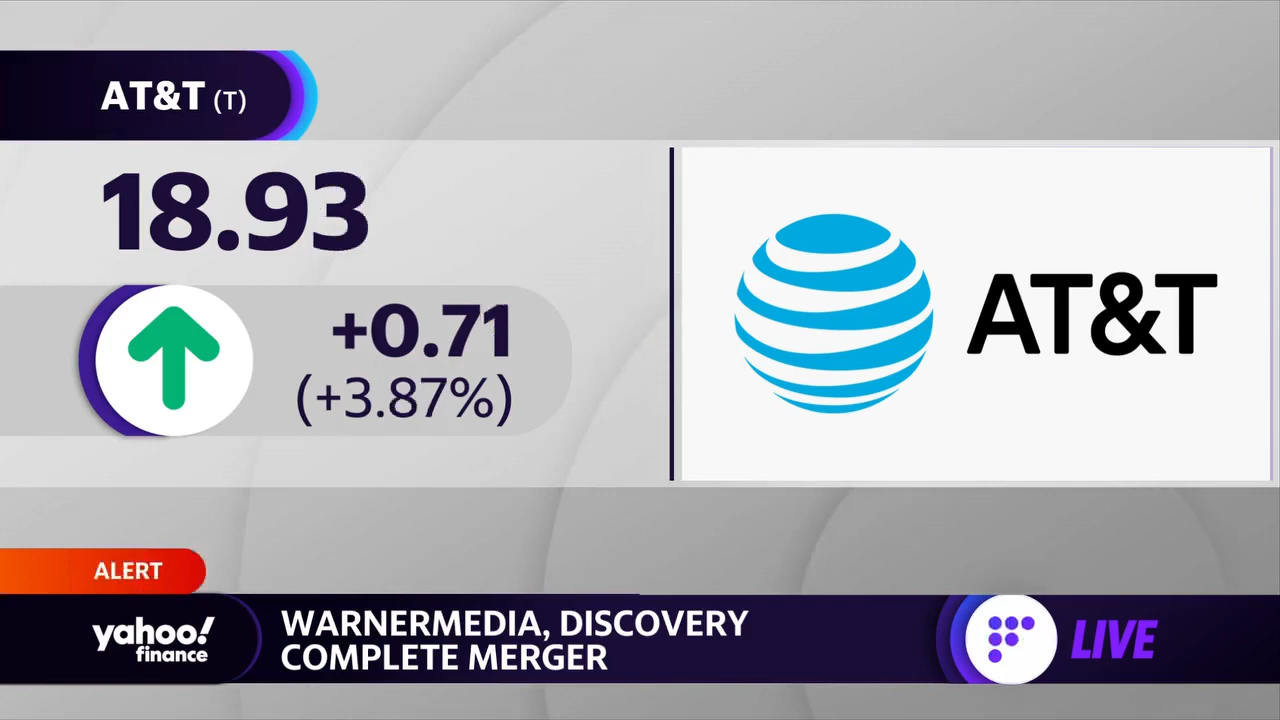 AT&T (T)
18.93
+0.71
(+3.87%)
AT&T
ALERT
yahoo!
finance
WARNERMEDIA, DISCOVERY
COMPLETE MERGER
LIVE